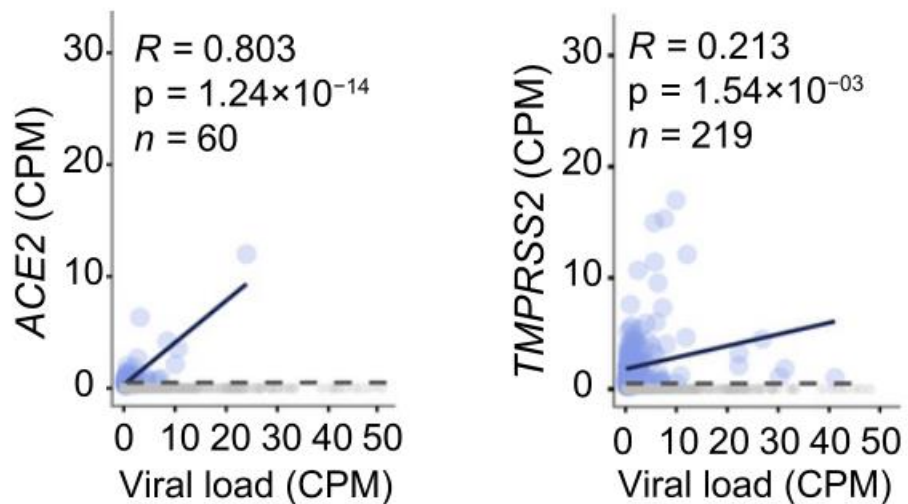 R = 0.803
p = 1.24×10⁻¹⁴
n = 60
ACE2 (CPM)
30
20
10
0
0 10 20 30 40 50
Viral load (CPM)
R = 0.213
p = 1.54×10⁻⁰³
n = 219
TMPRSS2 (CPM)
30
20
10
0
0 10 20 30 40 50
Viral load (CPM)